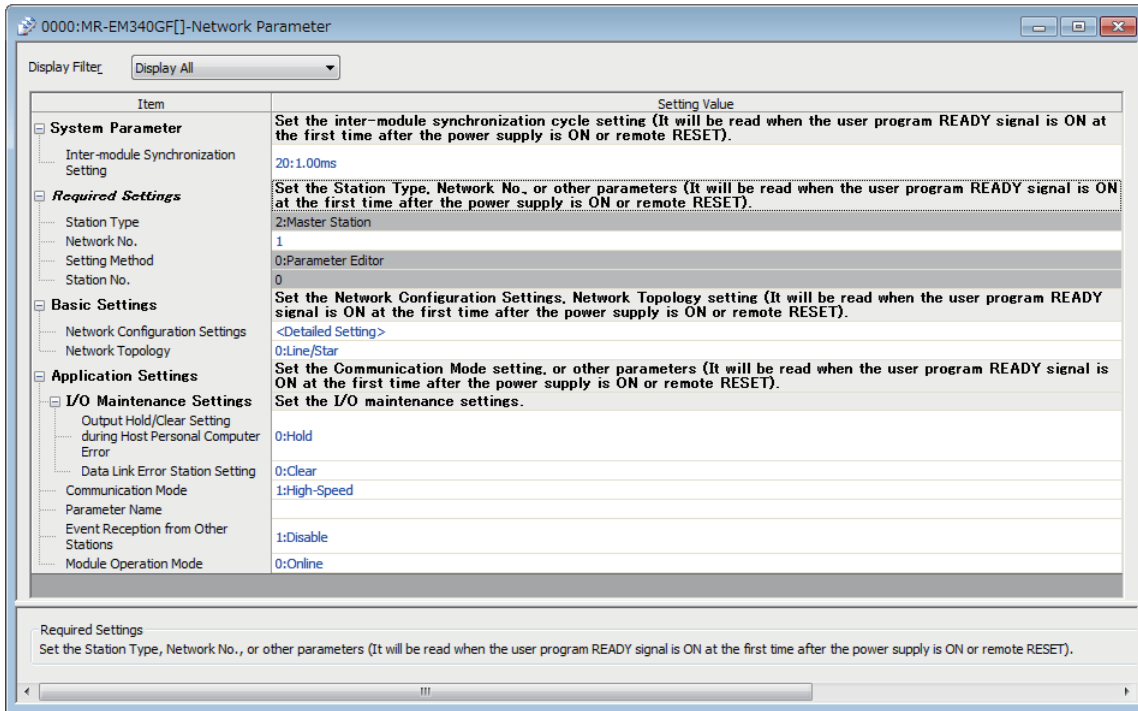 0000:MR-EM340GF[]-Network Parameter
Display Filter Display All
Item Setting Value
System Parameter Set the inter-module synchronization cycle setting (It will be read when the user program READY signal is ON at
the first time after the power supply is ON or remote RESET).
Inter-module Synchronization
Setting
20:1.00ms
Required Settings Set the Station Type, Network No., or other parameters (It will be read when the user program READY signal is ON
at the first time after the power supply is ON or remote RESET).
Station Type 2:Master Station
Network No. 1
Setting Method 0:Parameter Editor
Station No. 0
Basic Settings Set the Network Configuration Settings, Network Topology setting (It will be read when the user program READY
signal is ON at the first time after the power supply is ON or remote RESET).
Network Configuration Settings <Detailed Setting>
Network Topology 0:Line/Star
Application Settings Set the Communication Mode setting, or other parameters (It will be read when the user program READY signal is
ON at the first time after the power supply is ON or remote RESET).
I/O Maintenance Settings Set the I/O maintenance settings.
Output Hold/Clear Setting
during Host Personal Computer
Error
0:Hold
Data Link Error Station Setting 0:Clear
Communication Mode 1:High-Speed
Parameter Name
Event Reception from Other
Stations
1:Disable
Module Operation Mode 0:Online
Required Settings
Set the Station Type, Network No., or other parameters (It will be read when the user program READY signal is ON at the first time after the power supply is ON or remote RESET).